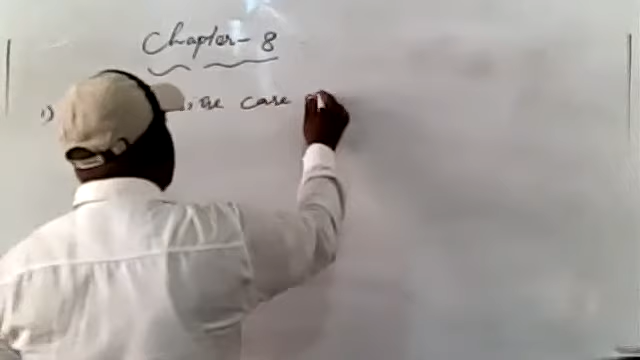 Chapter - 8
1) , the case